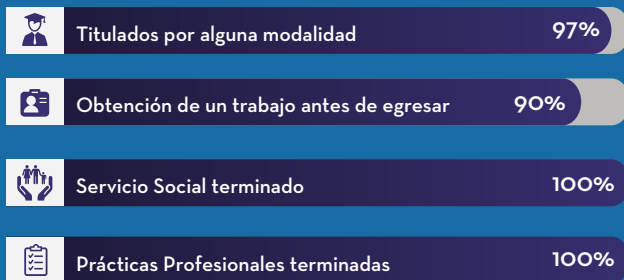 Titulados por alguna modalidad 97%
Obtención de un trabajo antes de egresar 90%
Servicio Social terminado 100%
Prácticas Profesionales terminadas 100%